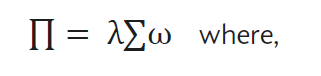 ∏ = λ∑ω where,